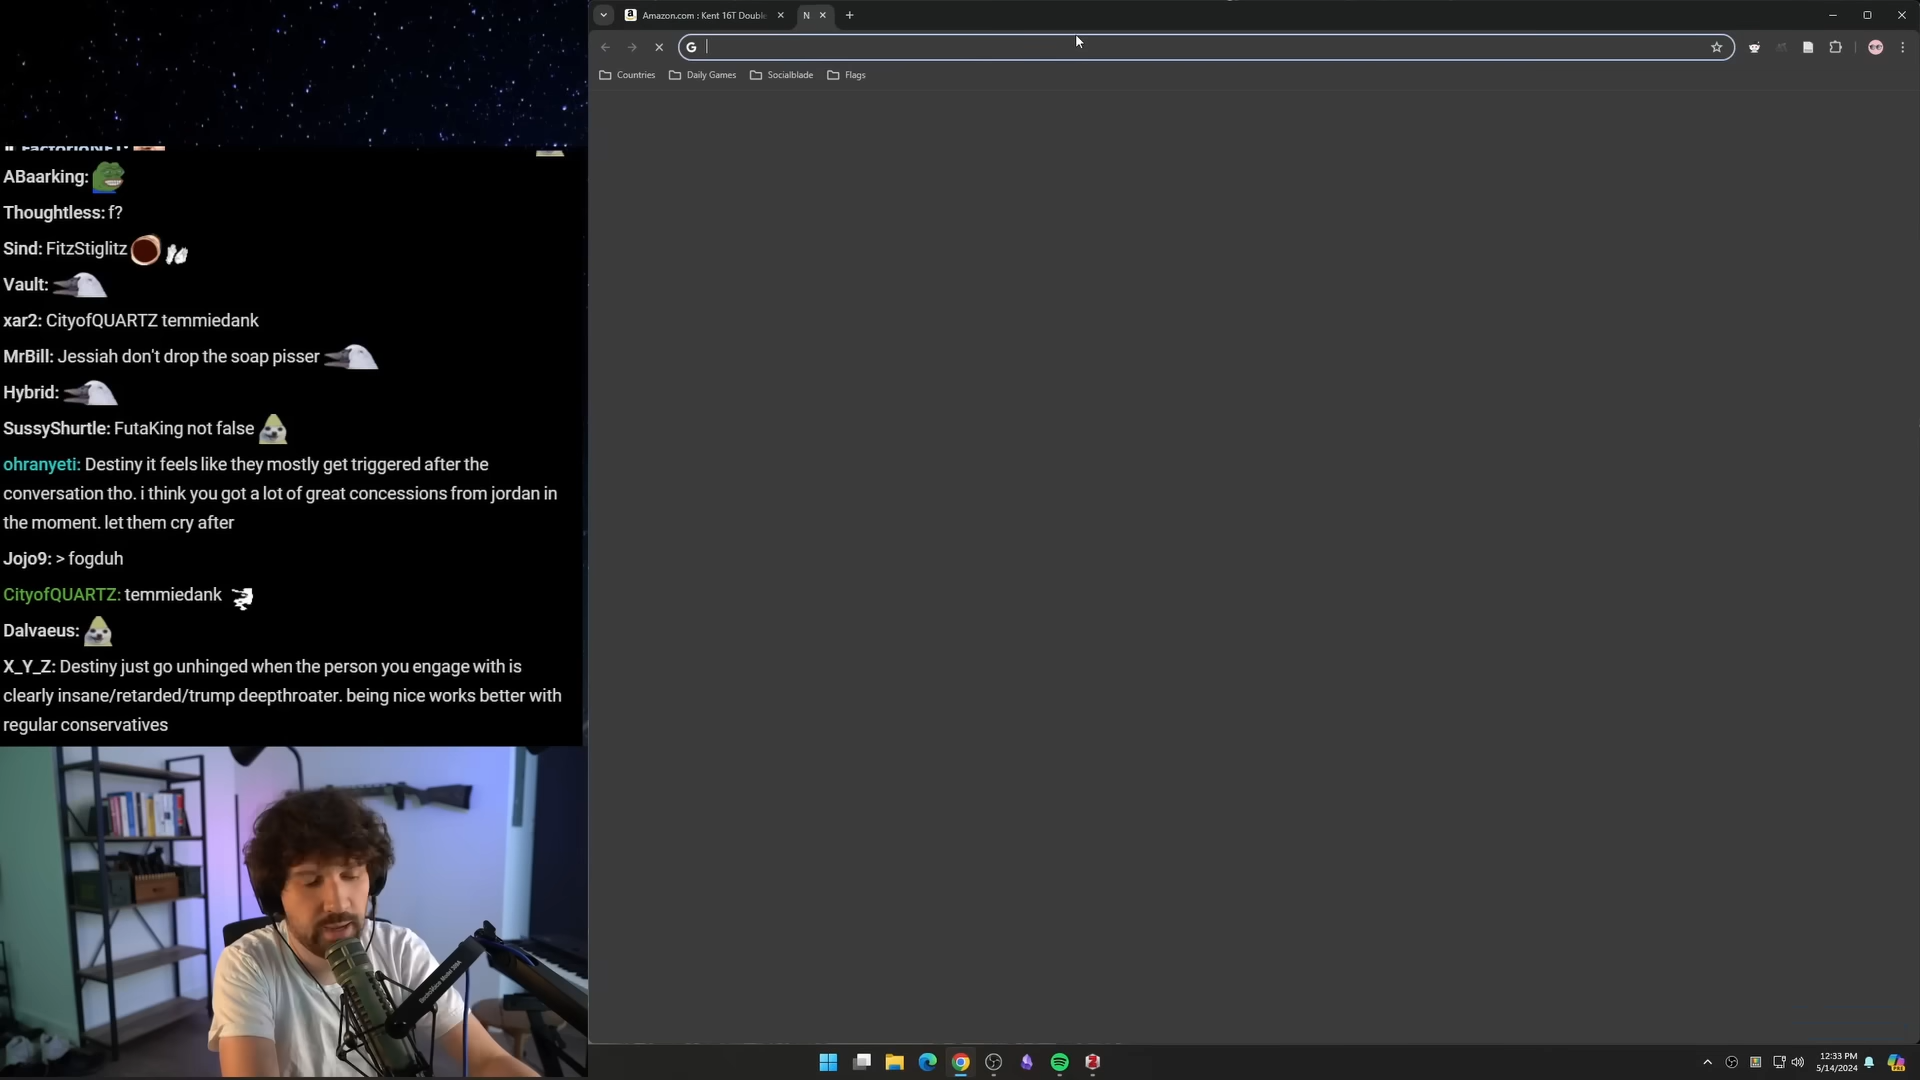 Amazon.com : Kent 16T Double
N
Countries
Daily Games
Socialblade
Flags
ABaarking:
Thoughtless: f?
Sind: FitzStiglitz
Vault:
xar2: CityofQUARTZ temmiedank
MrBill: Jessiah don't drop the soap pisser
Hybrid:
SussyShurtle: FutaKing not false
ohranyeti: Destiny it feels like they mostly get triggered after the
conversation tho. i think you got a lot of great concessions from jordan in
the moment. let them cry after
Jojo9: > fogduh
CityofQUARTZ: temmiedank
Dalvaeus:
X_Y_Z: Destiny just go unhinged when the person you engage with is
clearly insane/retarded/trump deepthroater. being nice works better with
regular conservatives
12:33 PM
5/14/2024